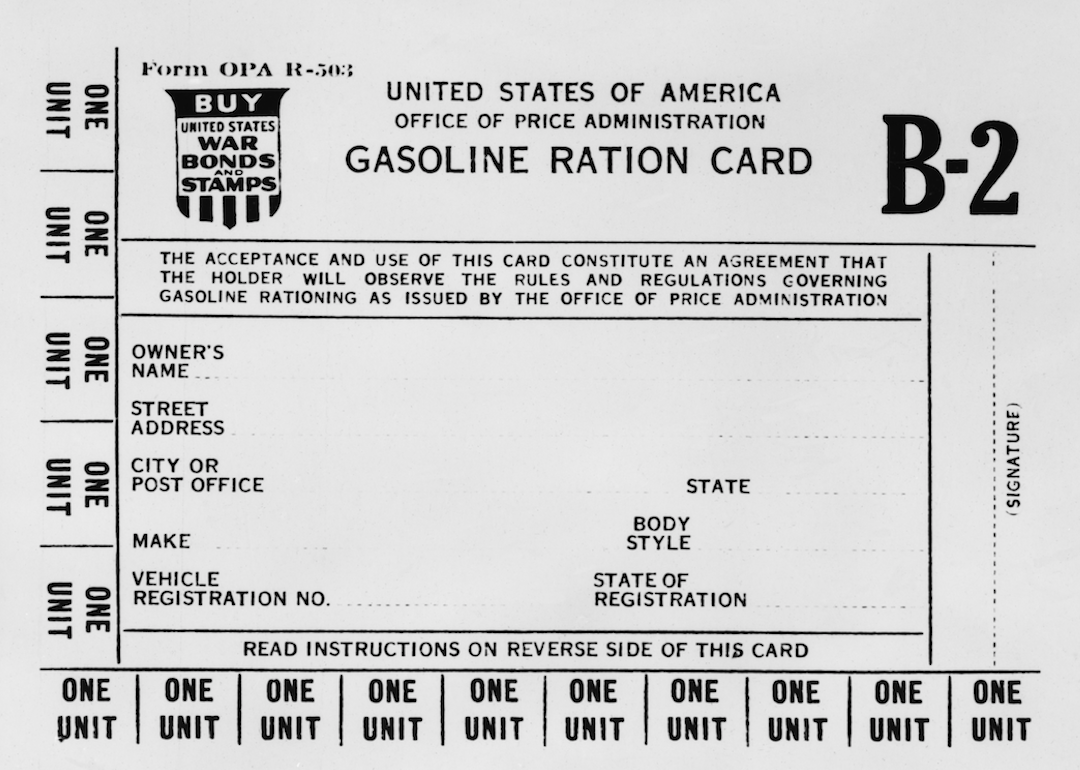 Form OPA R-503
BUY
UNITED STATES
WAR
BONDS
AND
STAMPS
UNITED STATES OF AMERICA
OFFICE OF PRICE ADMINISTRATION
GASOLINE RATION CARD
B-2
THE ACCEPTANCE AND USE OF THIS CARD CONSTITUTE AN AGREEMENT THAT
THE HOLDER WILL OBSERVE THE RULES AND REGULATIONS GOVERNING
GASOLINE RATIONING AS ISSUED BY THE OFFICE OF PRICE ADMINISTRATION
OWNER'S
NAME
STREET
ADDRESS
CITY OR
POST OFFICE
STATE
MAKE
BODY
STYLE
VEHICLE
REGISTRATION NO.
STATE OF
REGISTRATION
(SIGNATURE)
READ INSTRUCTIONS ON REVERSE SIDE OF THIS CARD
ONE
UNIT
ONE
UNIT
ONE
UNIT
ONE
UNIT
ONE
UNIT
ONE
UNIT
ONE
UNIT
ONE
UNIT
ONE
UNIT
ONE
UNIT
ONE
UNIT
ONE
UNIT
ONE
UNIT
ONE
UNIT
ONE
UNIT